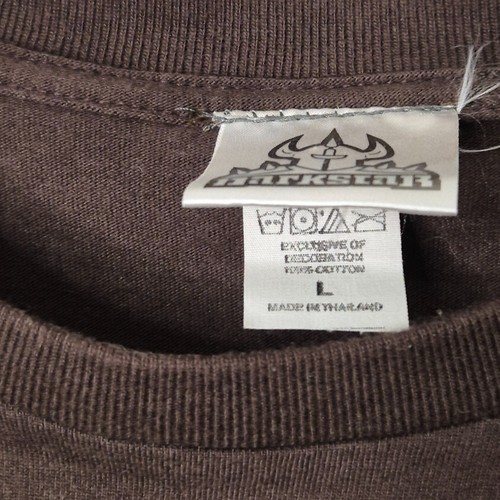 DARKSTAR
EXCLUSIVE OF
DECORATION
100% COTTON
L
MADE IN THAILAND